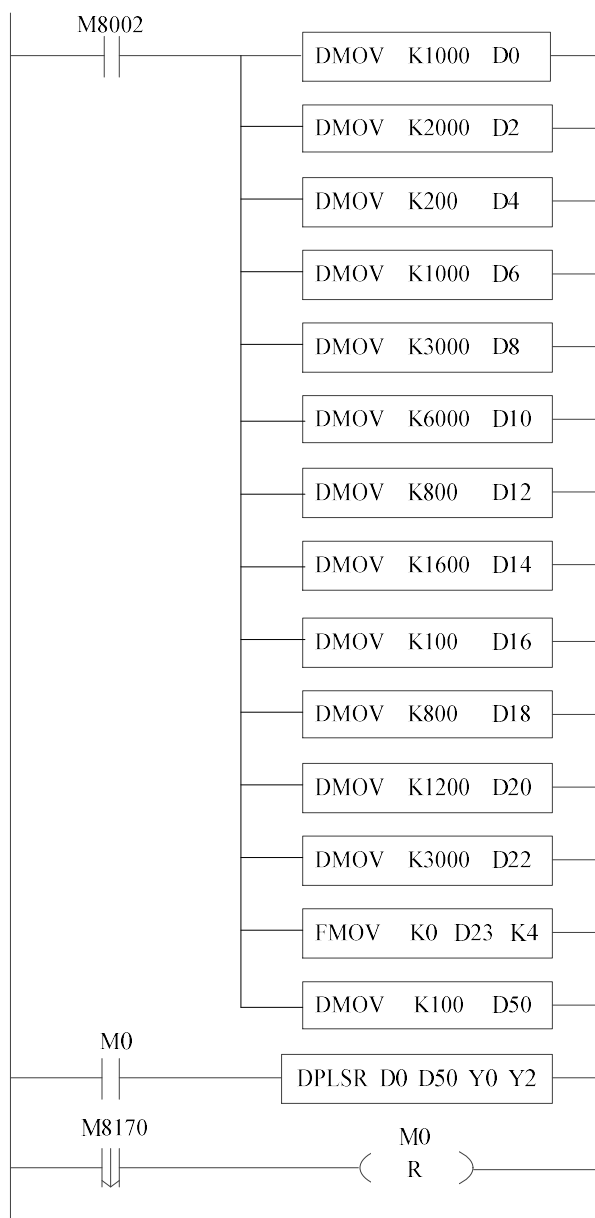 M8002
DMOV K1000 D0
DMOV K2000 D2
DMOV K200 D4
DMOV K1000 D6
DMOV K3000 D8
DMOV K6000 D10
DMOV K800 D12
DMOV K1600 D14
DMOV K100 D16
DMOV K800 D18
DMOV K1200 D20
DMOV K3000 D22
FMOV K0 D23 K4
DMOV K100 D50
M0
DPLSR D0 D50 Y0 Y2
M8170
M0
R